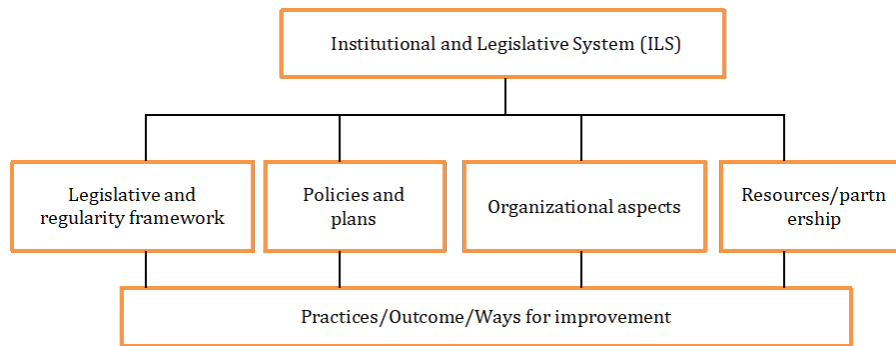 Institutional and Legislative System (ILS)
Legislative and
regularity framework
Policies and
plans
Organizational aspects
Resources/partn
ership
Practices/Outcome/Ways for improvement